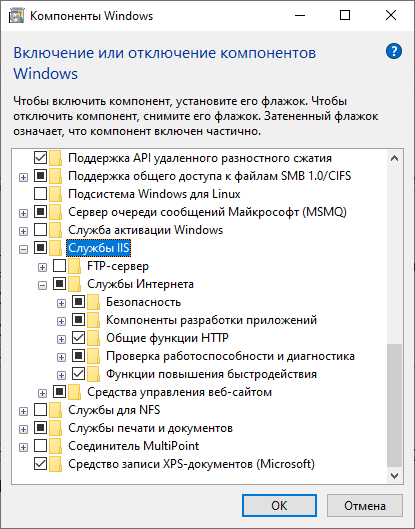 Компоненты Windows
Включение или отключение компонентов
Windows
?
Чтобы включить компонент, установите его флажок. Чтобы
отключить компонент, снимите его флажок. Затененный флажок
означает, что компонент включен частично.
Поддержка API удаленного разностного сжатия
Поддержка общего доступа к файлам SMB 1.0/CIFS
Подсистема Windows для Linux
Сервер очереди сообщений Майкрософт (MSMQ)
Служба активации Windows
Службы IIS
FTP-сервер
Службы Интернета
Безопасность
Компоненты разработки приложений
Общие функции HTTP
Проверка работоспособности и диагностика
Функции повышения быстродействия
Средства управления веб-сайтом
Службы для NFS
Службы печати и документов
Соединитель MultiPoint
Средство записи XPS-документов (Microsoft)
ОК
Отмена